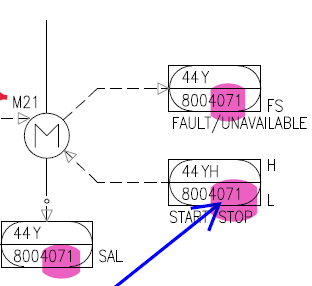 44Y
M21
8004071
FS
FAULT/UNAVAILABLE
M
44YH
H
8004071
L
START/STOP
44Y
8004071
SAL